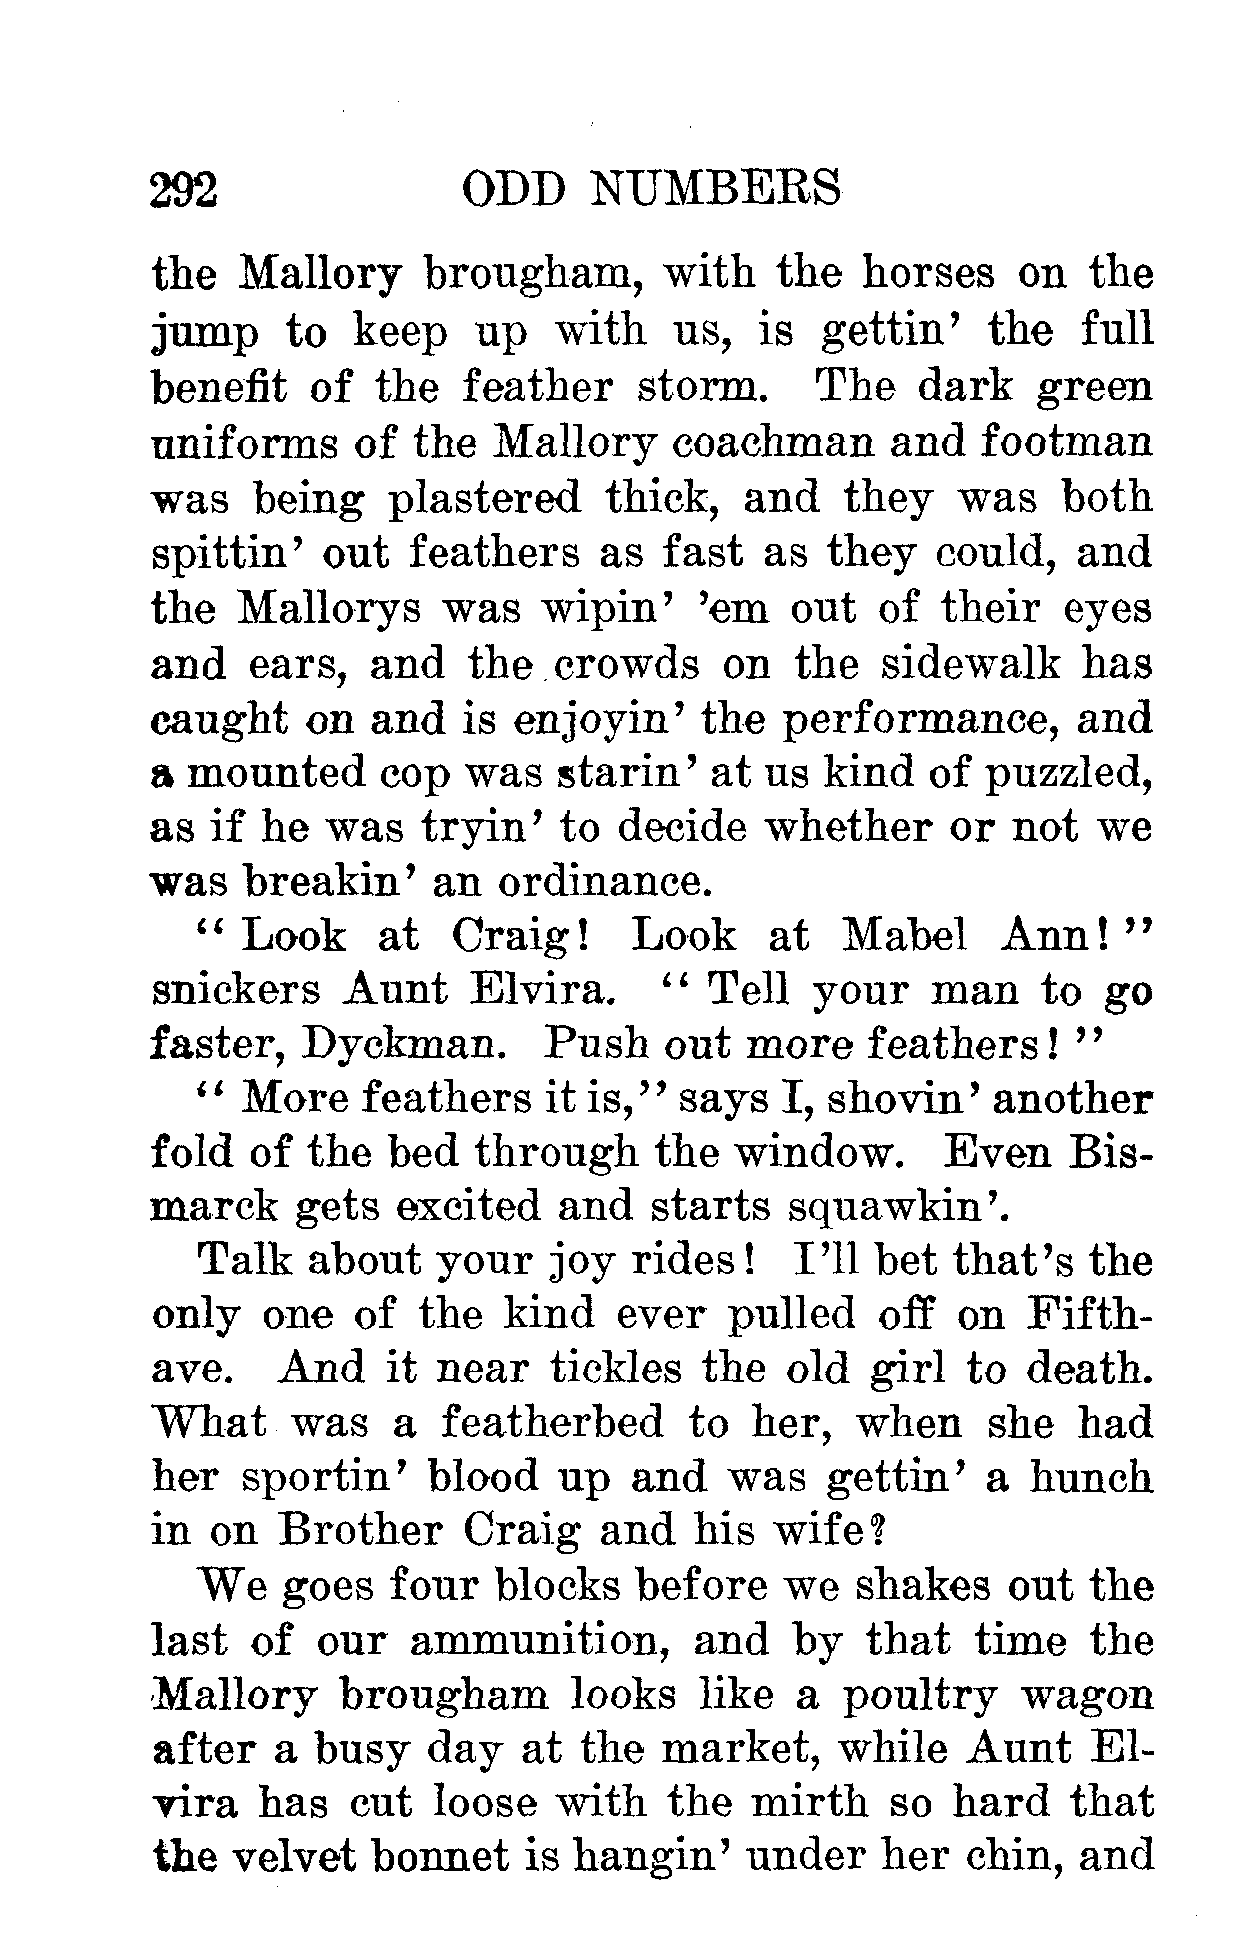 292 ODD NUMBERS
the Mallory brougham, with the horses on the
jump to keep up with us, is gettin' the full
benefit of the feather storm. The dark green
uniforms of the Mallory coachman and footman
was being plastered thick, and they was both
spittin' out feathers as fast as they could, and
the Mallorys was wipin' 'em out of their eyes
and ears, and the crowds on the sidewalk has
caught on and is enjoyin' the performance, and
a mounted cop was starin' at us kind of puzzled,
as if he was tryin' to decide whether or not we
was breakin' an ordinance.
"Look at Craig! Look at Mabel Ann!"
snickers Aunt Elvira. "Tell your man to go
faster, Dyckman. Push out more feathers!"
"More feathers it is," says I, shovin' another
fold of the bed through the window. Even Bis-
marck gets excited and starts squawkin'.
Talk about your joy rides! I'll bet that's the
only one of the kind ever pulled off on Fifth-
ave. And it near tickles the old girl to death.
What was a featherbed to her, when she had
her sportin' blood up and was gettin' a hunch
in on Brother Craig and his wife?
We goes four blocks before we shakes out the
last of our ammunition, and by that time the
Mallory brougham looks like a poultry wagon
after a busy day at the market, while Aunt El-
vira has cut loose with the mirth so hard that
the velvet bonnet is hangin' under her chin, and